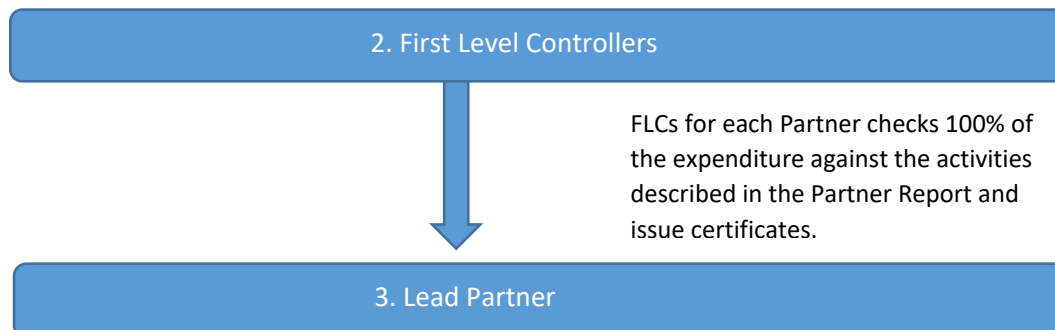 2. First Level Controllers
FLCs for each Partner checks 100% of
the expenditure against the activities
described in the Partner Report and
issue certificates.
3. Lead Partner